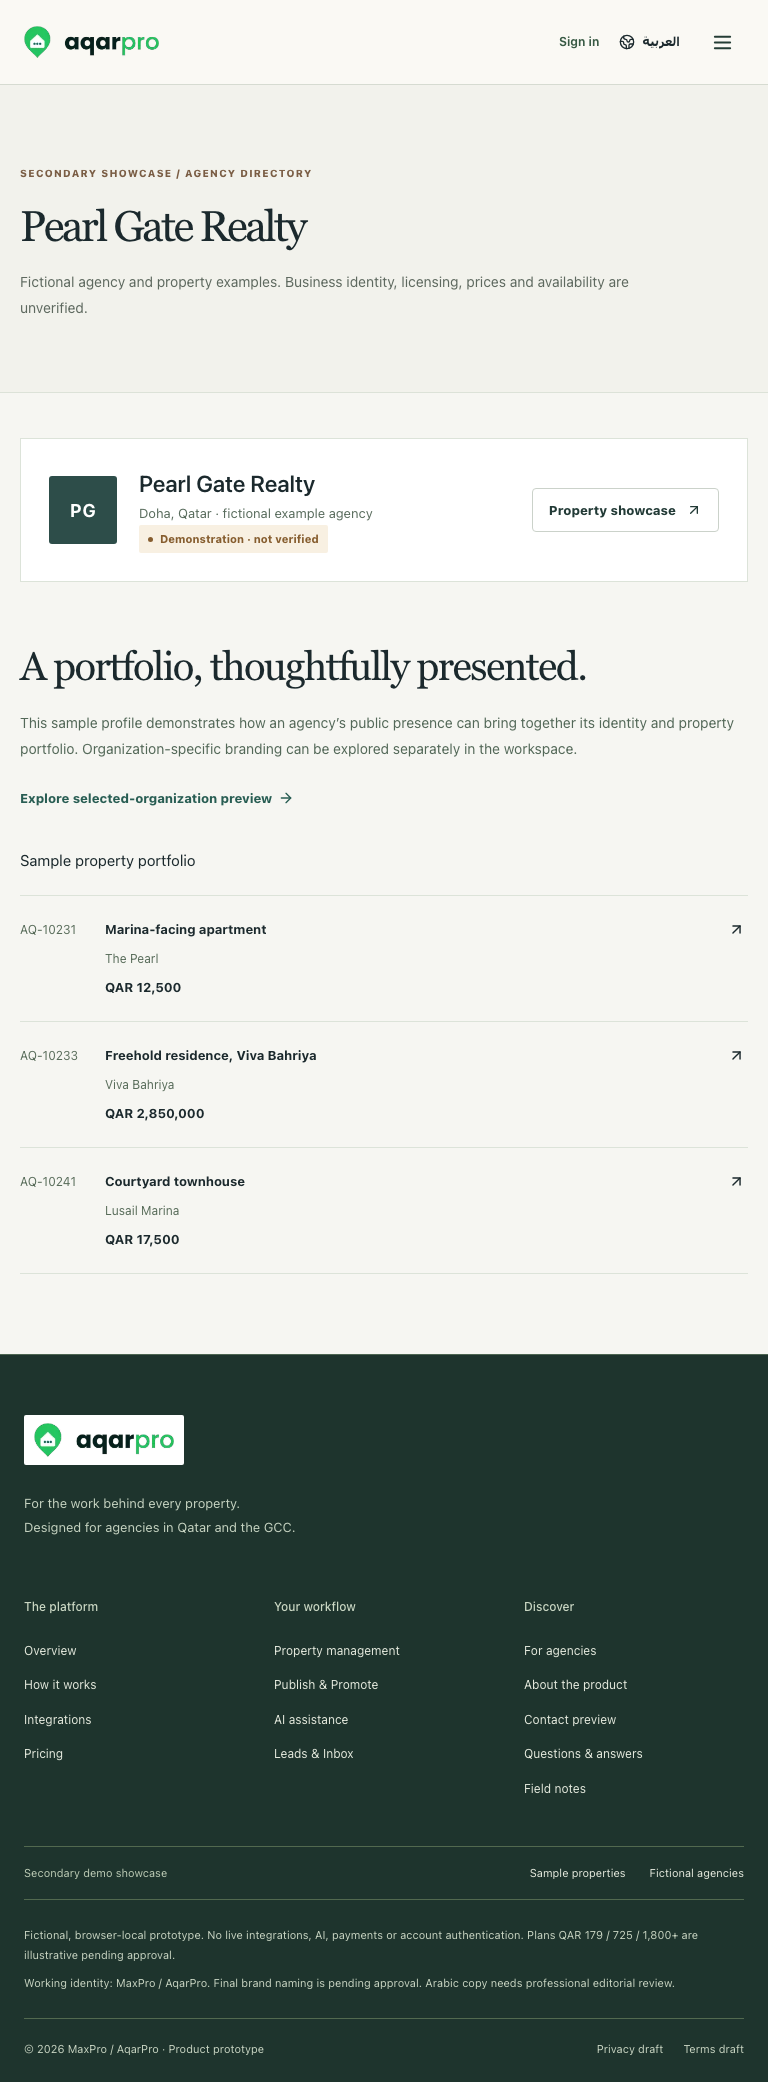 aqarpro
Sign in
العربية
SECONDARY SHOWCASE / AGENCY DIRECTORY
Pearl Gate Realty
Fictional agency and property examples. Business identity, licensing, prices and availability are
unverified.
PG
Pearl Gate Realty
Doha, Qatar · fictional example agency
Demonstration · not verified
Property showcase
A portfolio, thoughtfully presented.
This sample profile demonstrates how an agency’s public presence can bring together its identity and property
portfolio. Organization-specific branding can be explored separately in the workspace.
Explore selected-organization preview
Sample property portfolio
AQ-10231
Marina-facing apartment
The Pearl
QAR 12,500
AQ-10233
Freehold residence, Viva Bahriya
Viva Bahriya
QAR 2,850,000
AQ-10241
Courtyard townhouse
Lusail Marina
QAR 17,500
aqarpro
For the work behind every property.
Designed for agencies in Qatar and the GCC.
The platform
Overview
How it works
Integrations
Pricing
Your workflow
Property management
Publish & Promote
AI assistance
Leads & Inbox
Discover
For agencies
About the product
Contact preview
Questions & answers
Field notes
Secondary demo showcase
Sample properties
Fictional agencies
Fictional, browser-local prototype. No live integrations, AI, payments or account authentication. Plans QAR 179 / 725 / 1,800+ are
illustrative pending approval.
Working identity: MaxPro / AqarPro. Final brand naming is pending approval. Arabic copy needs professional editorial review.
© 2026 MaxPro / AqarPro · Product prototype
Privacy draft
Terms draft